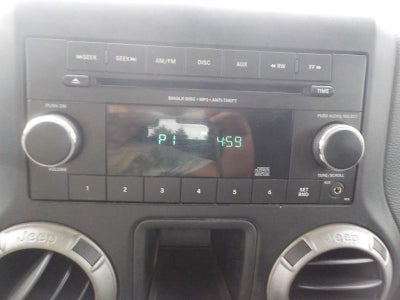 SEEK SEEK AM/FM DISC AUX RW FF
TIME
SINGLE DISC • MP3 • ANTI-THEFT
PUSH ON PUSH AUDIO/SELECT
P1 4:59
VOLUME TUNE/SCROLL
1 2 3 4 5 6 SET RND AUX
Jeep Jeep